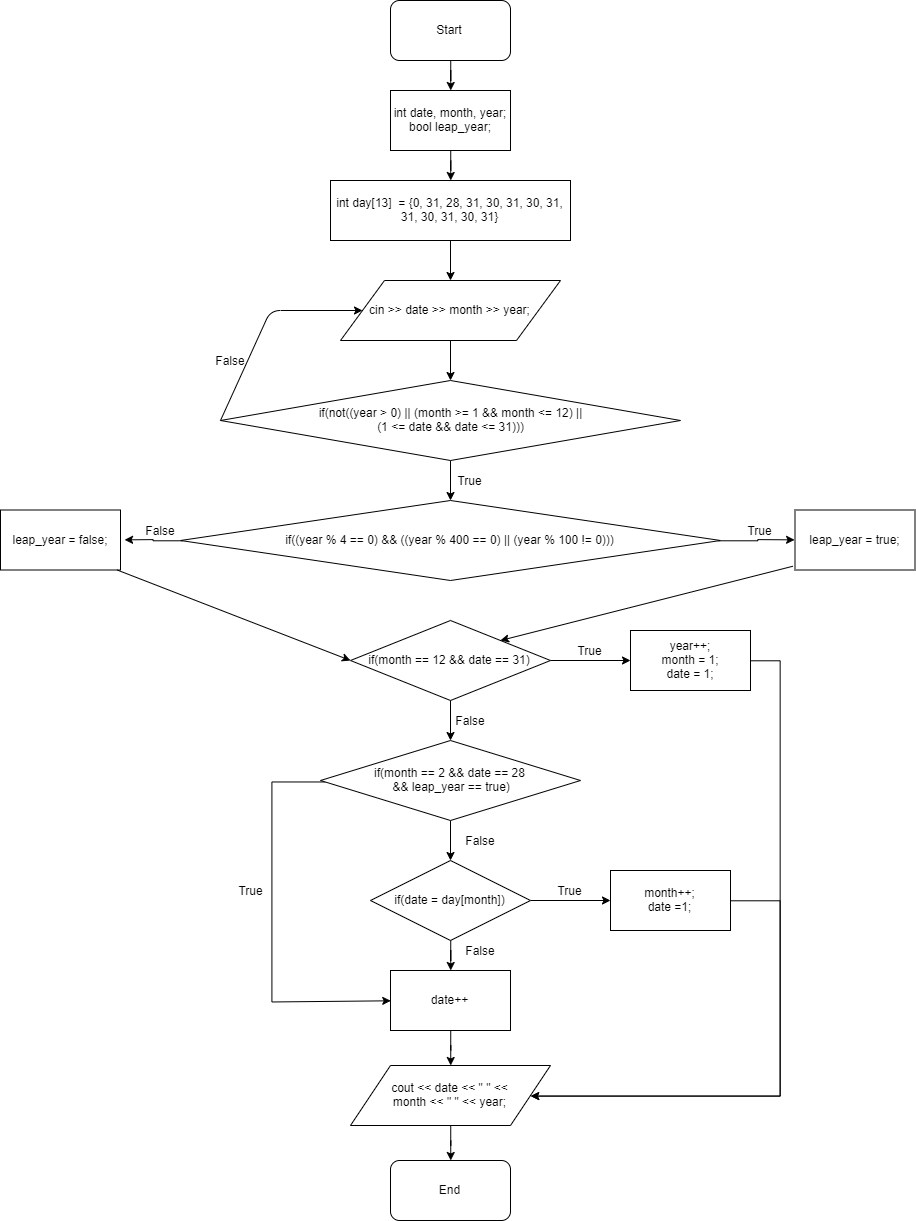 Start
int date, month, year;
bool leap_year;
int day[13]  = {0, 31, 28, 31, 30, 31, 30, 31,
31, 30, 31, 30, 31}
cin >> date >> month >> year;
False
if(not((year > 0) || (month >= 1 && month <= 12) ||
(1 <= date && date <= 31)))
True
leap_year = false;
False
if((year % 4 == 0) && ((year % 400 == 0) || (year % 100 != 0)))
True
leap_year = true;
if(month == 12 && date == 31)
True
year++;
month = 1;
date = 1;
False
if(month == 2 && date == 28
&& leap_year == true)
False
True
if(date = day[month])
True
month++;
date =1;
False
date++
cout << date << " " <<
month << " " << year;
End